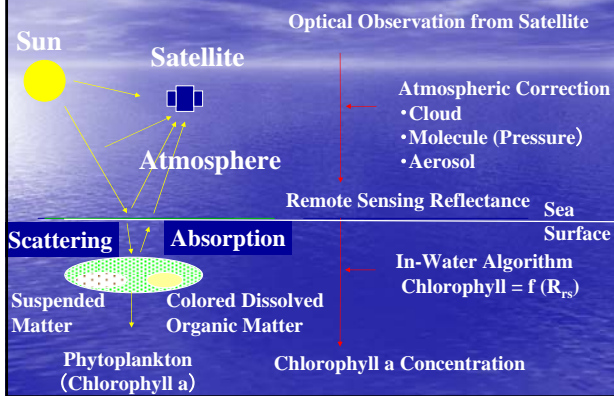 Optical Observation from Satellite
Sun
Satellite
Atmospheric Correction
・Cloud
・Molecule (Pressure）
・Aerosol
Atmosphere
Remote Sensing Reflectance
Sea
Surface
Scattering
Absorption
In-Water Algorithm
Chlorophyll = f (Rrs)
Suspended
Matter
Colored Dissolved
Organic Matter
Phytoplankton
（Chlorophyll a）
Chlorophyll a Concentration